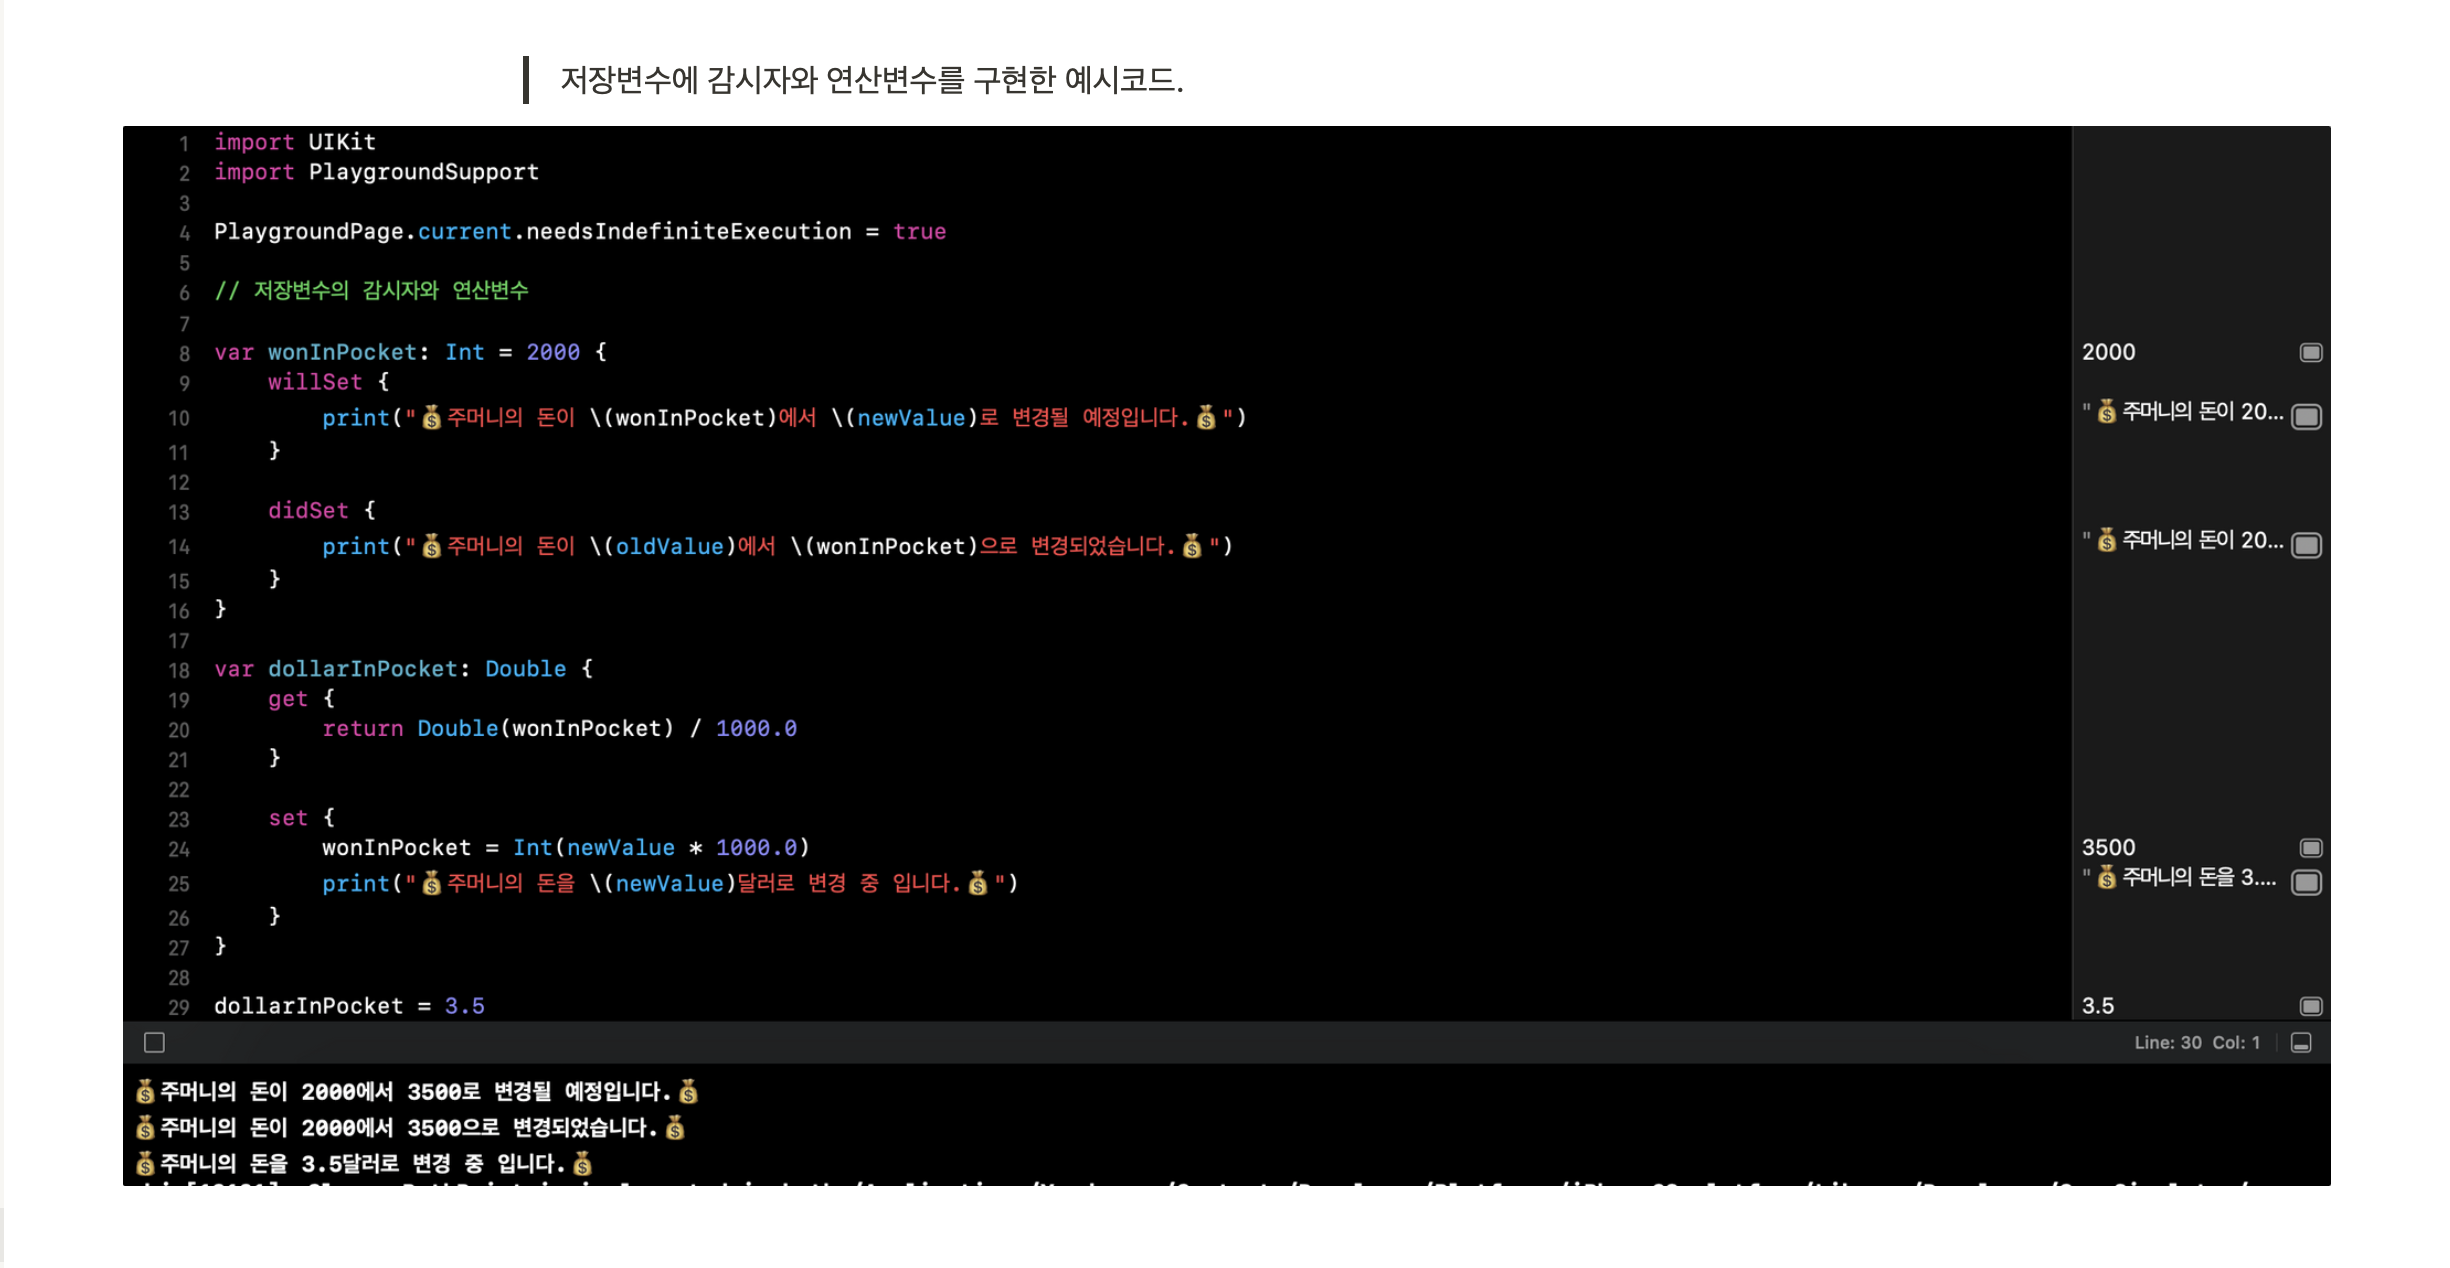 저장변수에 감시자와 연산변수를 구현한 예시코드.
1 import UIKit
2 import PlaygroundSupport
3
4 PlaygroundPage.current.needsIndefiniteExecution = true
5
6 // 저장변수의 감시자와 연산변수
7
8 var wonInPocket: Int = 2000 {
2000
9     willSet {
10         print("💰주머니의 돈이 \(wonInPocket)에서 \(newValue)로 변경될 예정입니다.💰")
"💰주머니의 돈이 20...
11     }
12
13     didSet {
14         print("💰주머니의 돈이 \(oldValue)에서 \(wonInPocket)으로 변경되었습니다.💰")
"💰주머니의 돈이 20...
15     }
16 }
17
18 var dollarInPocket: Double {
19     get {
20         return Double(wonInPocket) / 1000.0
21     }
22
23     set {
24         wonInPocket = Int(newValue * 1000.0)
3500
25         print("💰주머니의 돈을 \(newValue)달러로 변경 중 입니다.💰")
"💰주머니의 돈을 3....
26     }
27 }
28
29 dollarInPocket = 3.5
3.5
Line: 30 Col: 1
💰주머니의 돈이 2000에서 3500로 변경될 예정입니다.💰
💰주머니의 돈이 2000에서 3500으로 변경되었습니다.💰
💰주머니의 돈을 3.5달러로 변경 중 입니다.💰